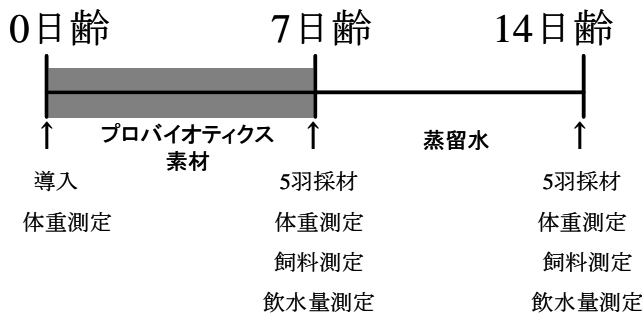 0日齢 7日齢 14日齢
プロバイオティクス
素材
蒸留水
導入
体重測定
5羽採材
体重測定
飼料測定
飲水量測定
5羽採材
体重測定
飼料測定
飲水量測定